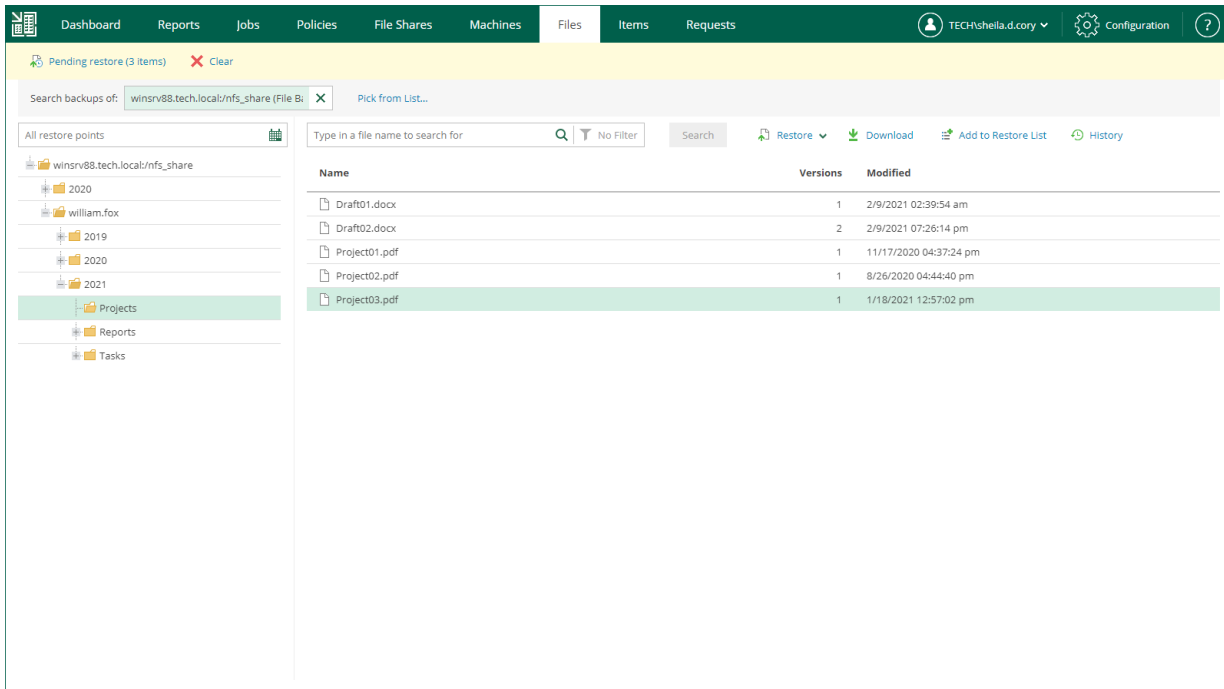 Dashboard Reports Jobs Policies File Shares Machines Files Items Requests TECH\sheila.d.cory Configuration ?
Pending restore (3 items) Clear
Search backups of: winsrv88.tech.local:/nfs_share (File Ba Pick from List...
All restore points Type in a file name to search for No Filter Search Restore Download Add to Restore List History
winsrv88.tech.local:/nfs_share
2020
william.fox
2019
2020
2021
Projects
Reports
Tasks
Name Versions Modified
Draft01.docx 1 2/9/2021 02:39:54 am
Draft02.docx 2 2/9/2021 07:26:14 pm
Project01.pdf 1 11/17/2020 04:37:24 pm
Project02.pdf 1 8/26/2020 04:44:40 pm
Project03.pdf 1 1/18/2021 12:57:02 pm